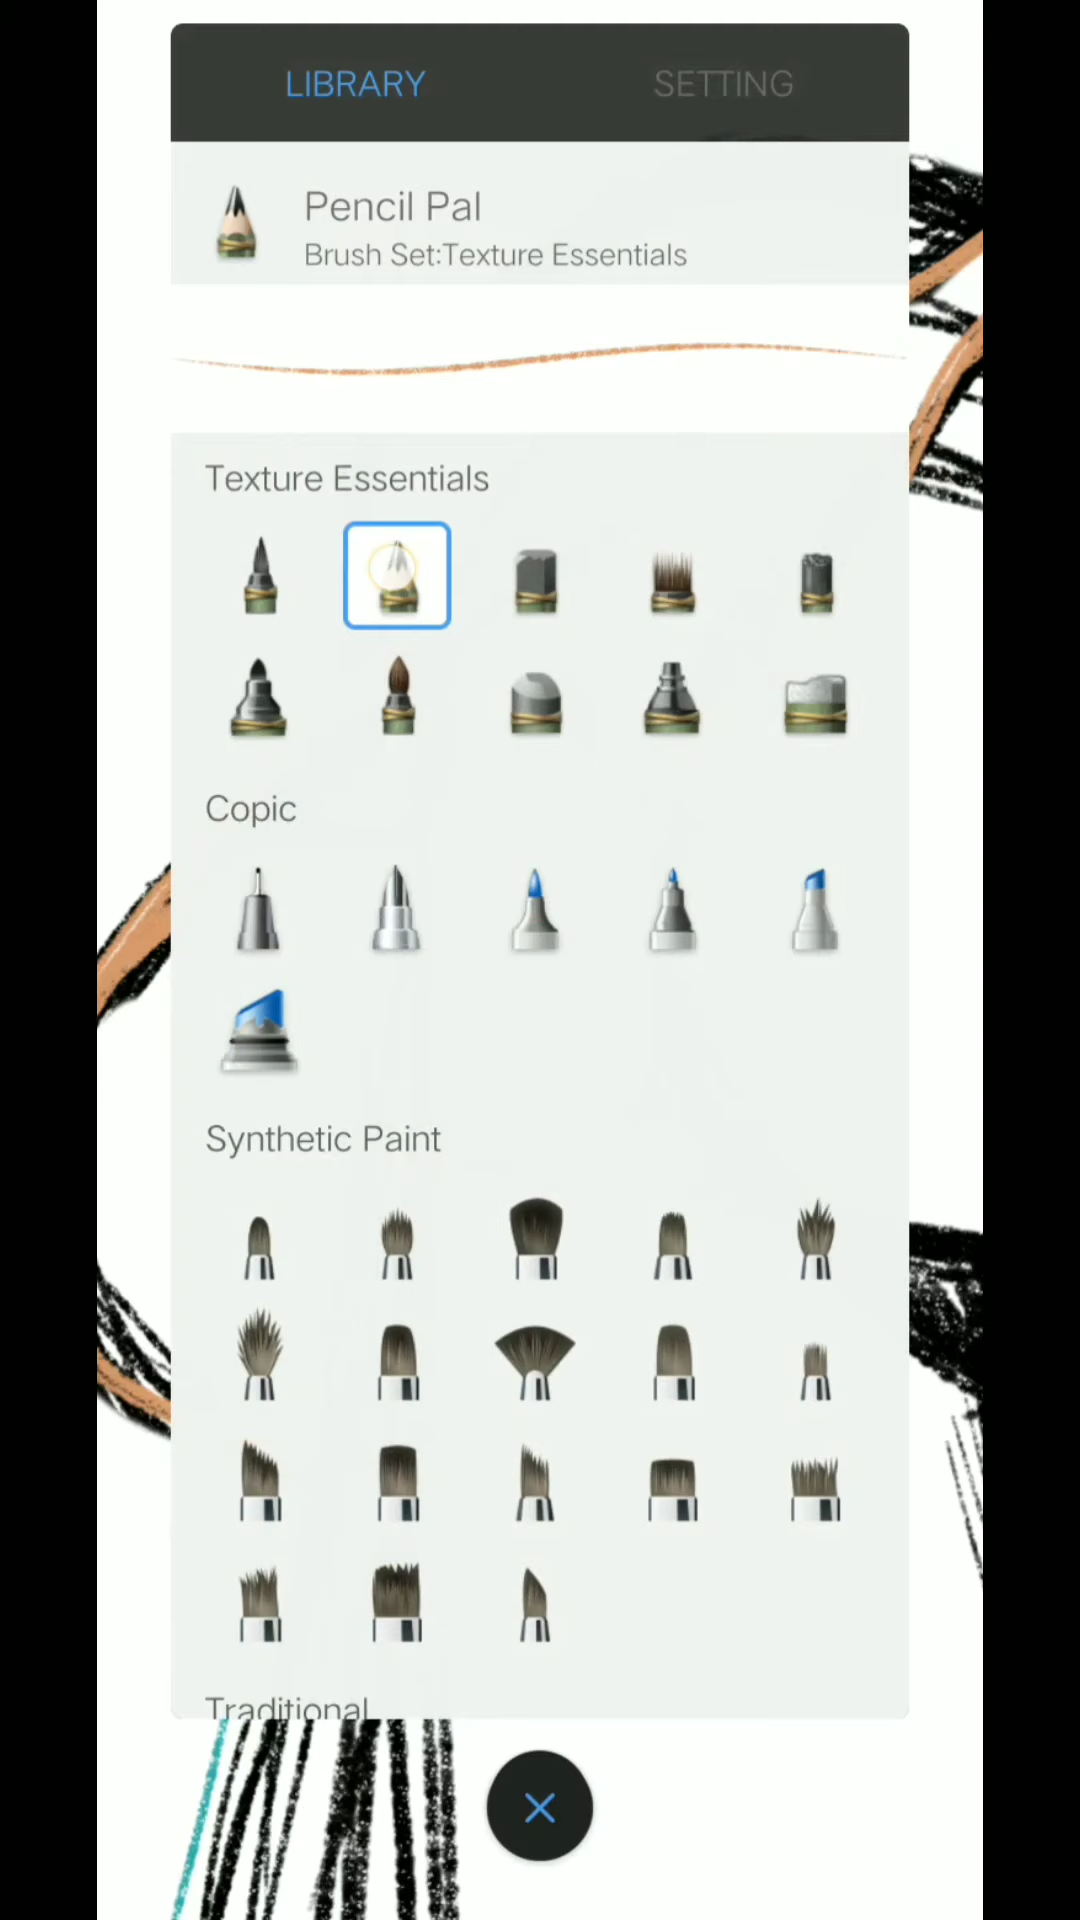 LIBRARY
SETTING
Pencil Pal
Brush Set:Texture Essentials
Texture Essentials
Copic
Synthetic Paint
Traditional